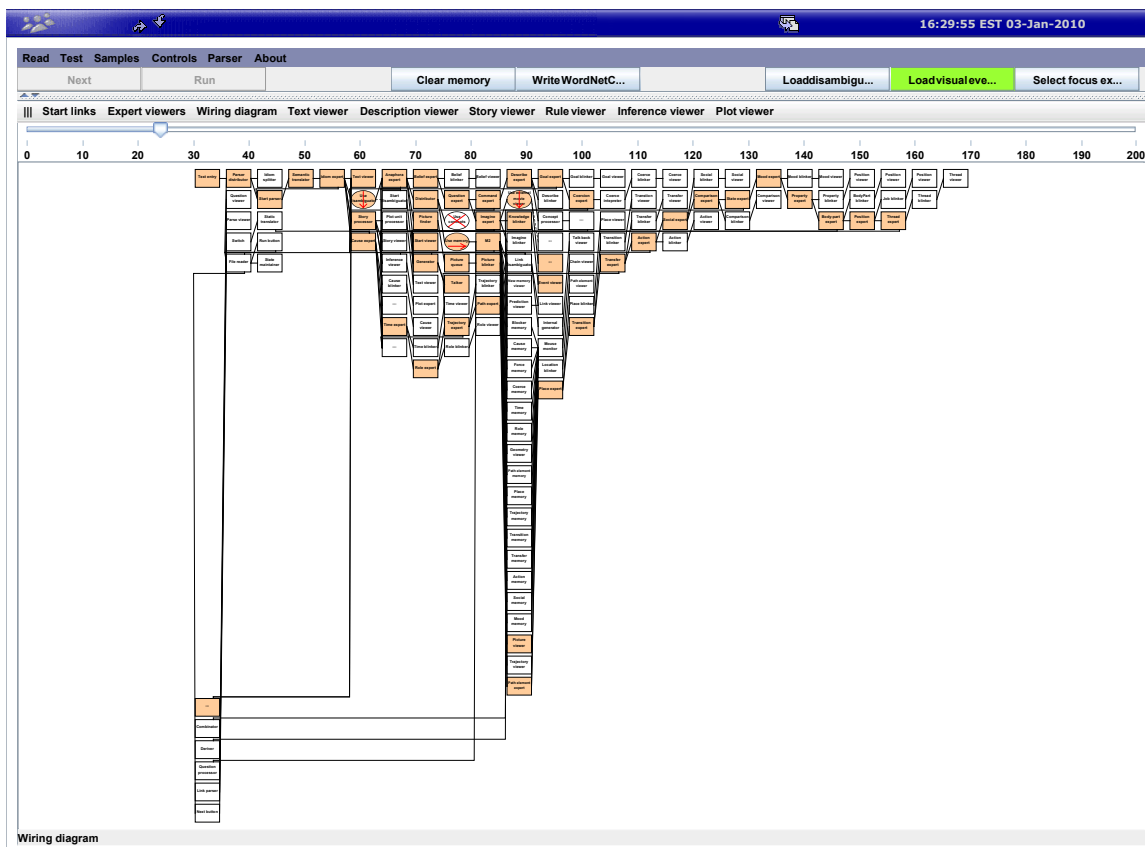 16:29:55 EST 03-Jan-2010
Read Test Samples Controls Parser About
Next Run Clear memory WriteWordNetC... Loaddisambigu... Loadvisualeve... Select focus ex...
Start links Expert viewers Wiring diagram Text viewer Description viewer Story viewer Rule viewer Inference viewer Plot viewer
0 10 20 30 40 50 60 70 80 90 100 110 120 130 140 150 160 170 180 190 200
Text entry
Parser distributor
Idiom splitter
Semantic translator
Idiom expert
Text viewer
Anaphora expert
Belief expert
Belief blinker
Belief viewer
Describe expert
Goal expert
Goal blinker
Goal viewer
Coerce blinker
Coerce viewer
Social blinker
Social viewer
Mood expert
Mood blinker
Mood viewer
Position viewer
Position viewer
Position viewer
Thread viewer
Question viewer
Start parser
Start disambiguator
Distributor
Question expert
Command expert
Describe blinker
Coercion expert
Coerce interpreter
Transition viewer
Transfer viewer
Comparison expert
State expert
Comparison viewer
Property expert
Property blinker
BodyPart blinker
Job blinker
Thread blinker
Parse viewer
Static translator
Story processor
Plot unit processor
Picture finder
Imagine expert
Knowledge blinker
Concept processor
---
Place viewer
Transfer blinker
Social expert
Action viewer
Comparison blinker
Body part expert
Position expert
Thread expert
Switch
Run button
Cause expert
Story viewer
Start viewer
Use memory
M2
Imagine blinker
---
Talk back viewer
Transition blinker
Action expert
Action blinker
File reader
State maintainer
Inference viewer
Generator
Picture queue
Picture blinker
Link disambiguator
---
Chain viewer
Transfer expert
Cause blinker
Text viewer
Talker
Trajectory blinker
New memory viewer
Event viewer
Path element viewer
---
Plot expert
Time viewer
Path expert
Prediction viewer
Link viewer
Place blinker
Time expert
Cause viewer
Trajectory expert
Role viewer
Blocker memory
Internal generator
Transition expert
---
Time blinker
Role blinker
Cause memory
Mouse monitor
Role expert
Force memory
Location blinker
Coerce memory
Place expert
Time memory
Role memory
Geometry viewer
Path element memory
Place memory
Trajectory memory
Transition memory
Transfer memory
Action memory
Social memory
Mood memory
Picture viewer
Trajectory viewer
Path element expert
---
Combinator
Gertner
Question processor
Link parser
Next button
Wiring diagram